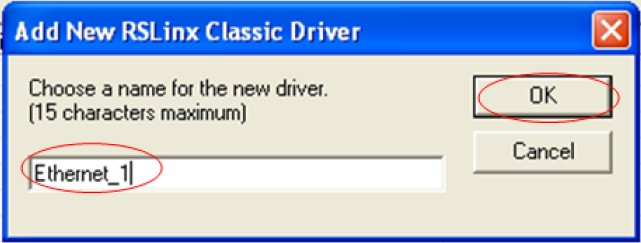 Add New RSLinx Classic Driver
Choose a name for the new driver.
(15 characters maximum)
OK
Cancel
Ethernet_1